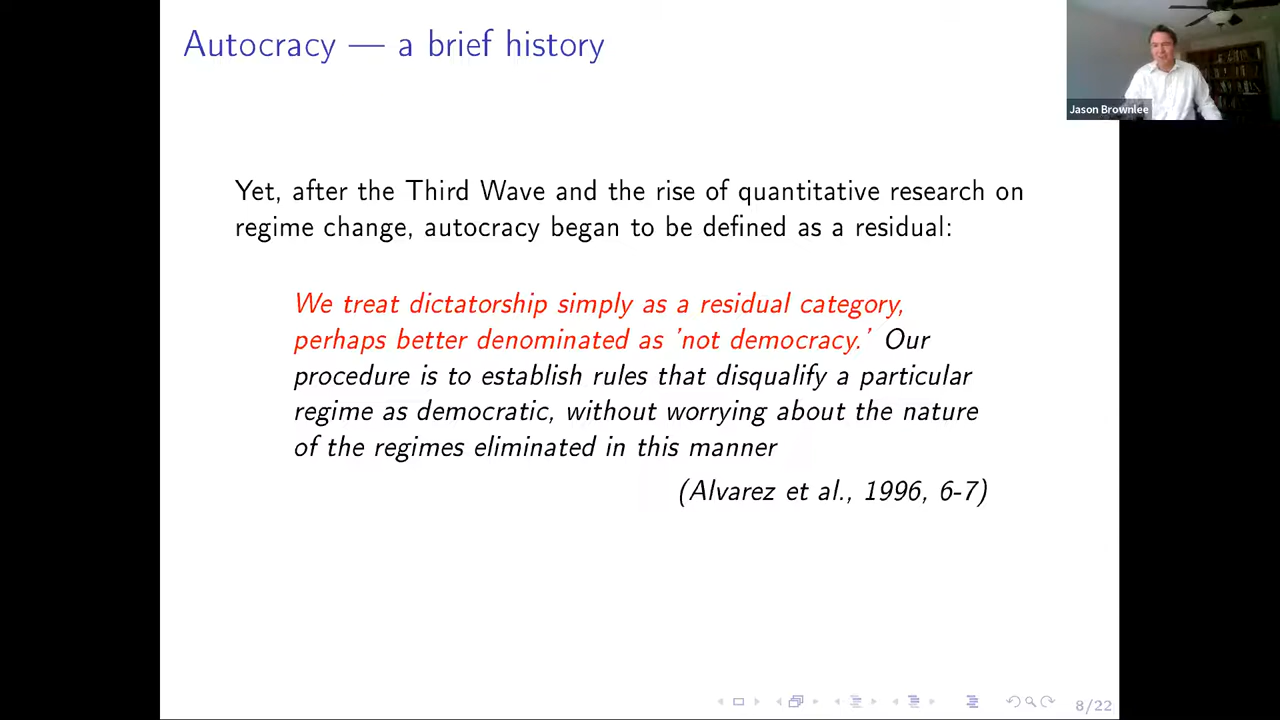 Autocracy — a brief history
Jason Brownlee
Yet, after the Third Wave and the rise of quantitative research on
regime change, autocracy began to be defined as a residual:
We treat dictatorship simply as a residual category,
perhaps better denominated as 'not democracy.' Our
procedure is to establish rules that disqualify a particular
regime as democratic, without worrying about the nature
of the regimes eliminated in this manner
(Alvarez et al., 1996, 6-7)
8/22